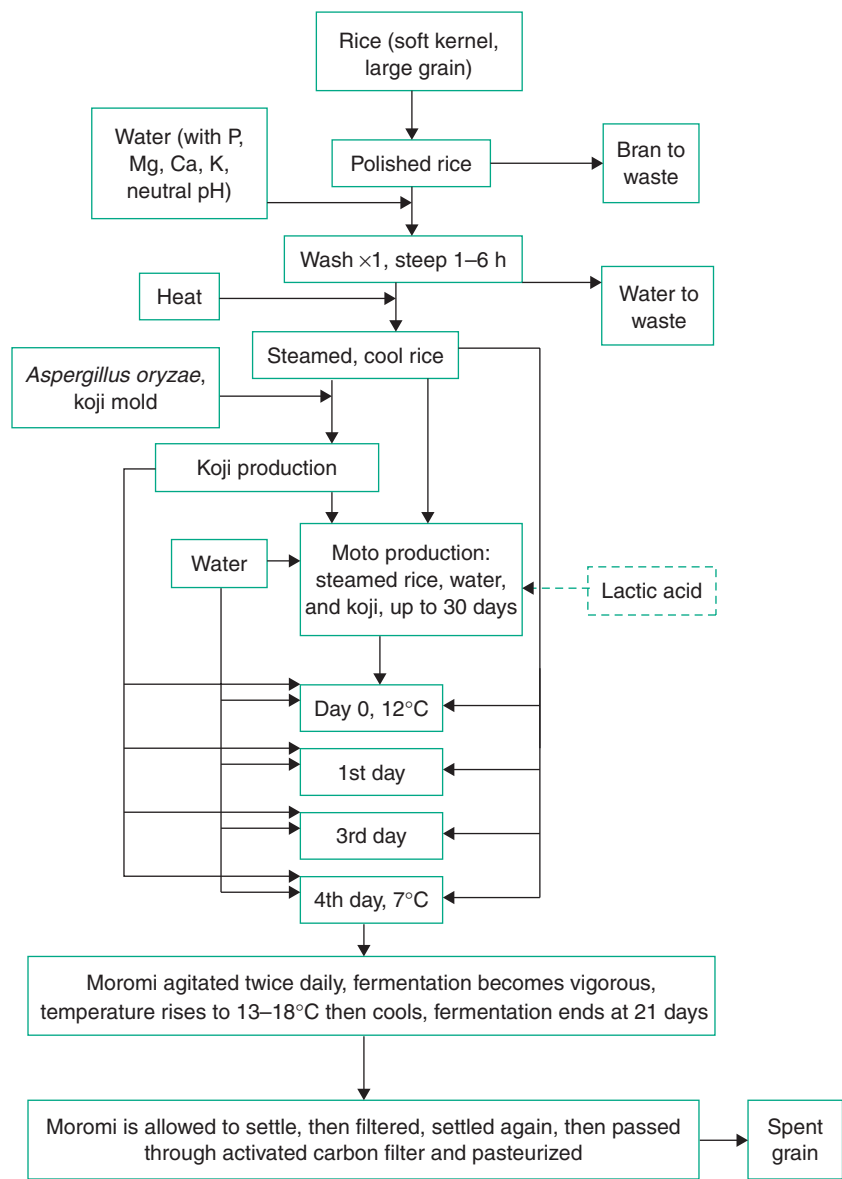 Rice (soft kernel,
large grain)
Water (with P,
Mg, Ca, K,
neutral pH)
Polished rice
Bran to
waste
Wash ×1, steep 1–6 h
Heat
Water to
waste
Steamed, cool rice
Aspergillus oryzae,
koji mold
Koji production
Water
Moto production:
steamed rice, water,
and koji, up to 30 days
Lactic acid
Day 0, 12°C
1st day
3rd day
4th day, 7°C
Moromi agitated twice daily, fermentation becomes vigorous,
temperature rises to 13–18°C then cools, fermentation ends at 21 days
Moromi is allowed to settle, then filtered, settled again, then passed
through activated carbon filter and pasteurized
Spent
grain